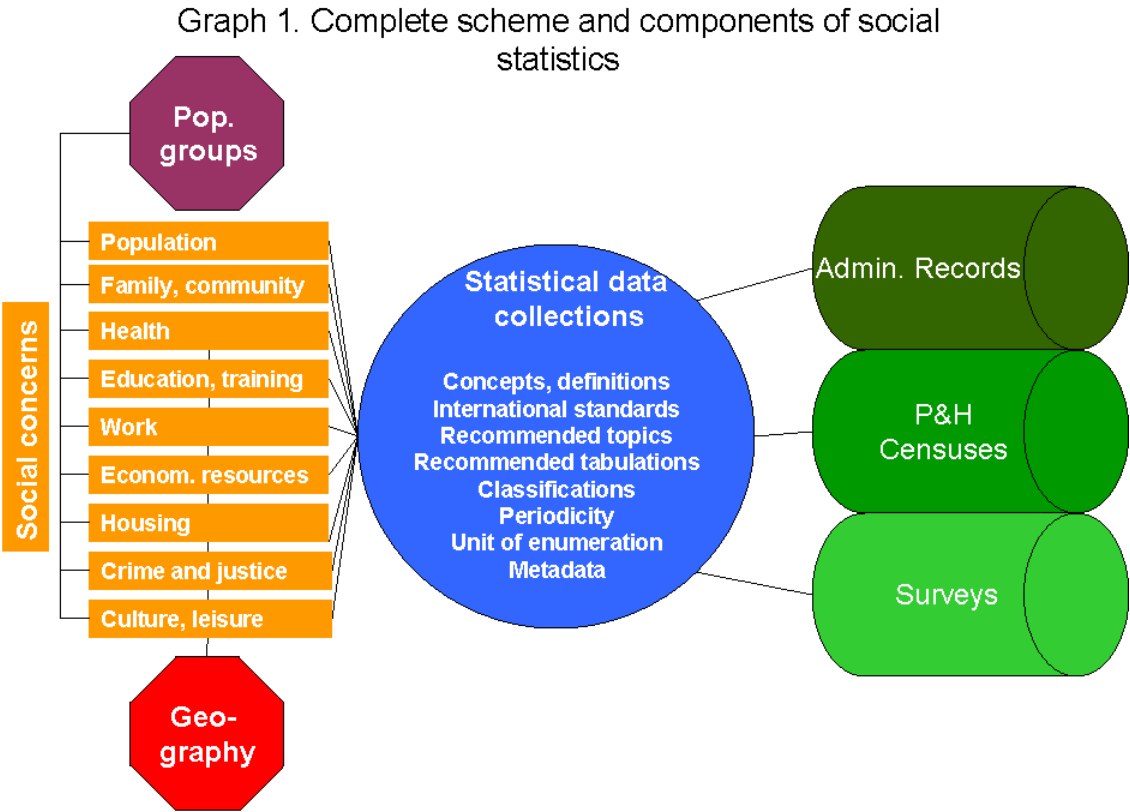 Graph 1. Complete scheme and components of social
statistics
Pop.
groups
Social concerns
Population
Family, community
Health
Education, training
Work
Econom. resources
Housing
Crime and justice
Culture, leisure
Geo-
graphy
Statistical data
collections
Concepts, definitions
International standards
Recommended topics
Recommended tabulations
Classifications
Periodicity
Unit of enumeration
Metadata
Admin. Records
P&H
Censuses
Surveys